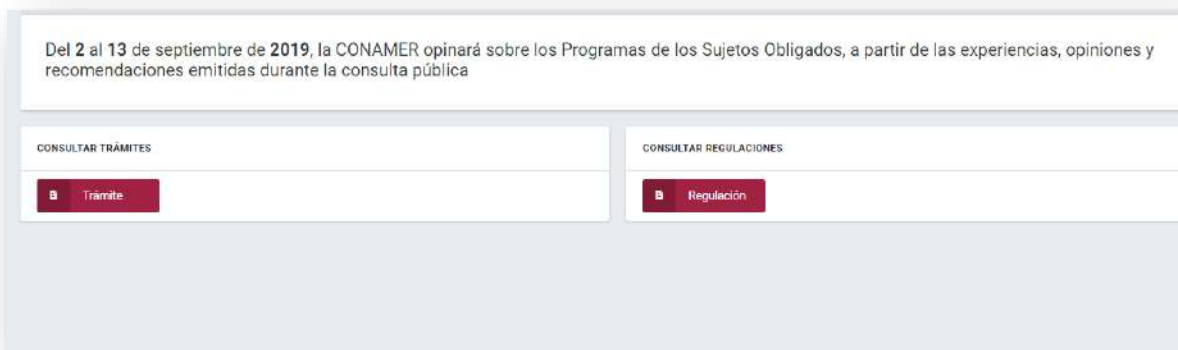 Del 2 al 13 de septiembre de 2019, la CONAMER opinará sobre los Programas de los Sujetos Obligados, a partir de las experiencias, opiniones y
recomendaciones emitidas durante la consulta pública
CONSULTAR TRÁMITES
Trámite
CONSULTAR REGULACIONES
Regulación